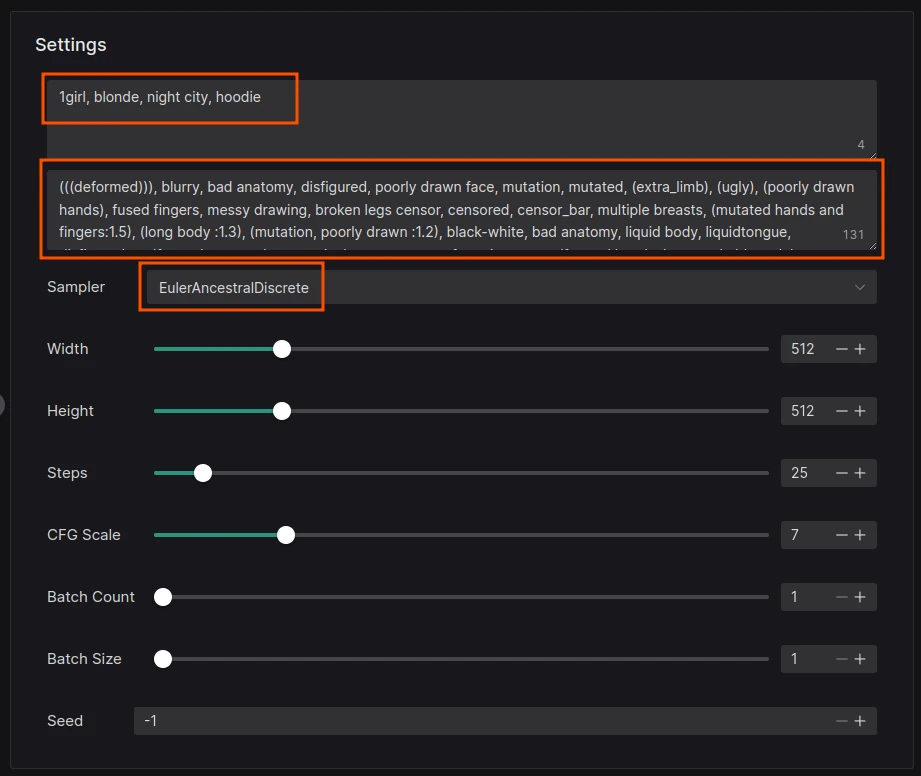 Settings
1girl, blonde, night city, hoodie
4
(((deformed))), blurry, bad anatomy, disfigured, poorly drawn face, mutation, mutated, (extra_limb), (ugly), (poorly drawn
hands), fused fingers, messy drawing, broken legs censor, censored, censor_bar, multiple breasts, (mutated hands and
fingers:1.5), (long body :1.3), (mutation, poorly drawn :1.2), black-white, bad anatomy, liquid body, liquidtongue,
131
Sampler EulerAncestralDiscrete
Width 512
Height 512
Steps 25
CFG Scale 7
Batch Count 1
Batch Size 1
Seed -1